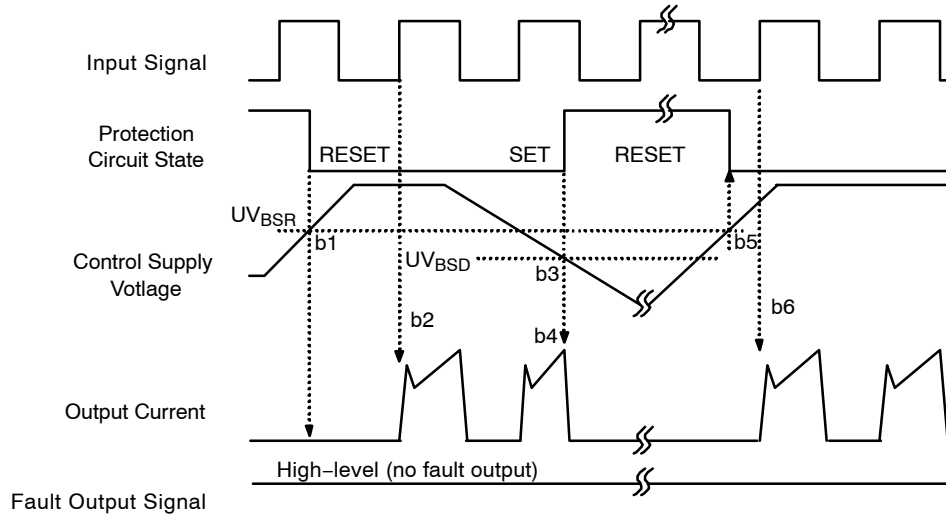 Input Signal
Protection
Circuit State
RESET
SET
RESET
UVBSR
b1
b5
Control Supply
Votlage
UVBSD
b3
b2
b4
b6
Output Current
High−level (no fault output)
Fault Output Signal